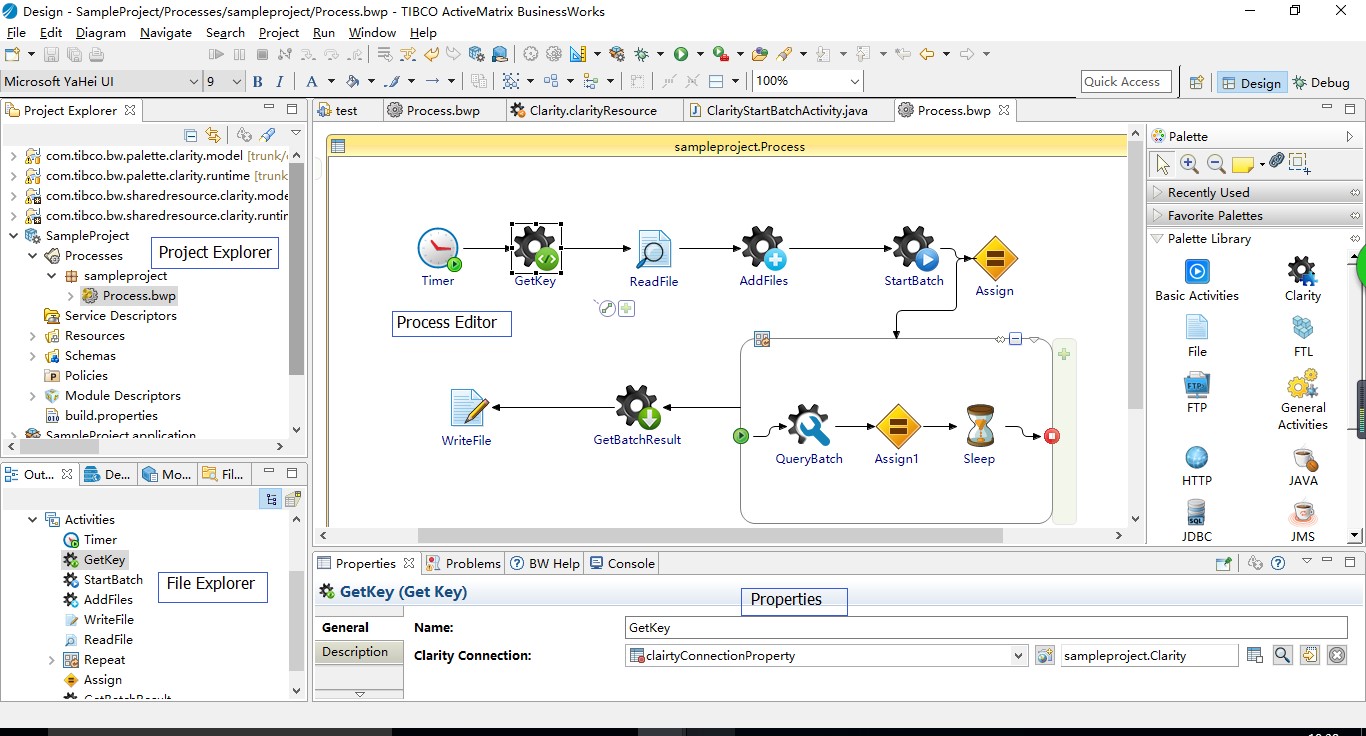 Design - SampleProject/Processes/sampleproject/Process.bwp - TIBCO ActiveMatrix BusinessWorks
File Edit Diagram Navigate Search Project Run Window Help
Microsoft YaHei UI 9 B I A 100% Quick Access Design Debug
Project Explorer
com.tibco.bw.palette.clarity.model [trunk/
com.tibco.bw.palette.clarity.runtime [trunk
com.tibco.bw.sharedresource.clarity.mode
com.tibco.bw.sharedresource.clarity.runtir
SampleProject
Processes
sampleproject
Process.bwp
Service Descriptors
Resources
Schemas
Policies
Module Descriptors
build.properties
SampleProject.application
Project Explorer
Out... De... Mo... Fil...
Activities
Timer
GetKey
StartBatch
AddFiles
WriteFile
ReadFile
Repeat
Assign
GetBatchResult
File Explorer
test Process.bwp Clarity.clarityResource ClarityStartBatchActivity.java Process.bwp
sampleproject.Process
Timer GetKey ReadFile AddFiles StartBatch Assign
Process Editor
WriteFile GetBatchResult QueryBatch Assign1 Sleep
Palette
Recently Used
Favorite Palettes
Palette Library
Basic Activities Clarity
File FTL
FTP
FTP General
Activities
HTTP JAVA
SQL
JDBC JMS
Properties Problems BW Help Console
GetKey (Get Key)
Properties
General
Description
Name: GetKey
Clarity Connection: clairtyConnectionProperty sampleproject.Clarity